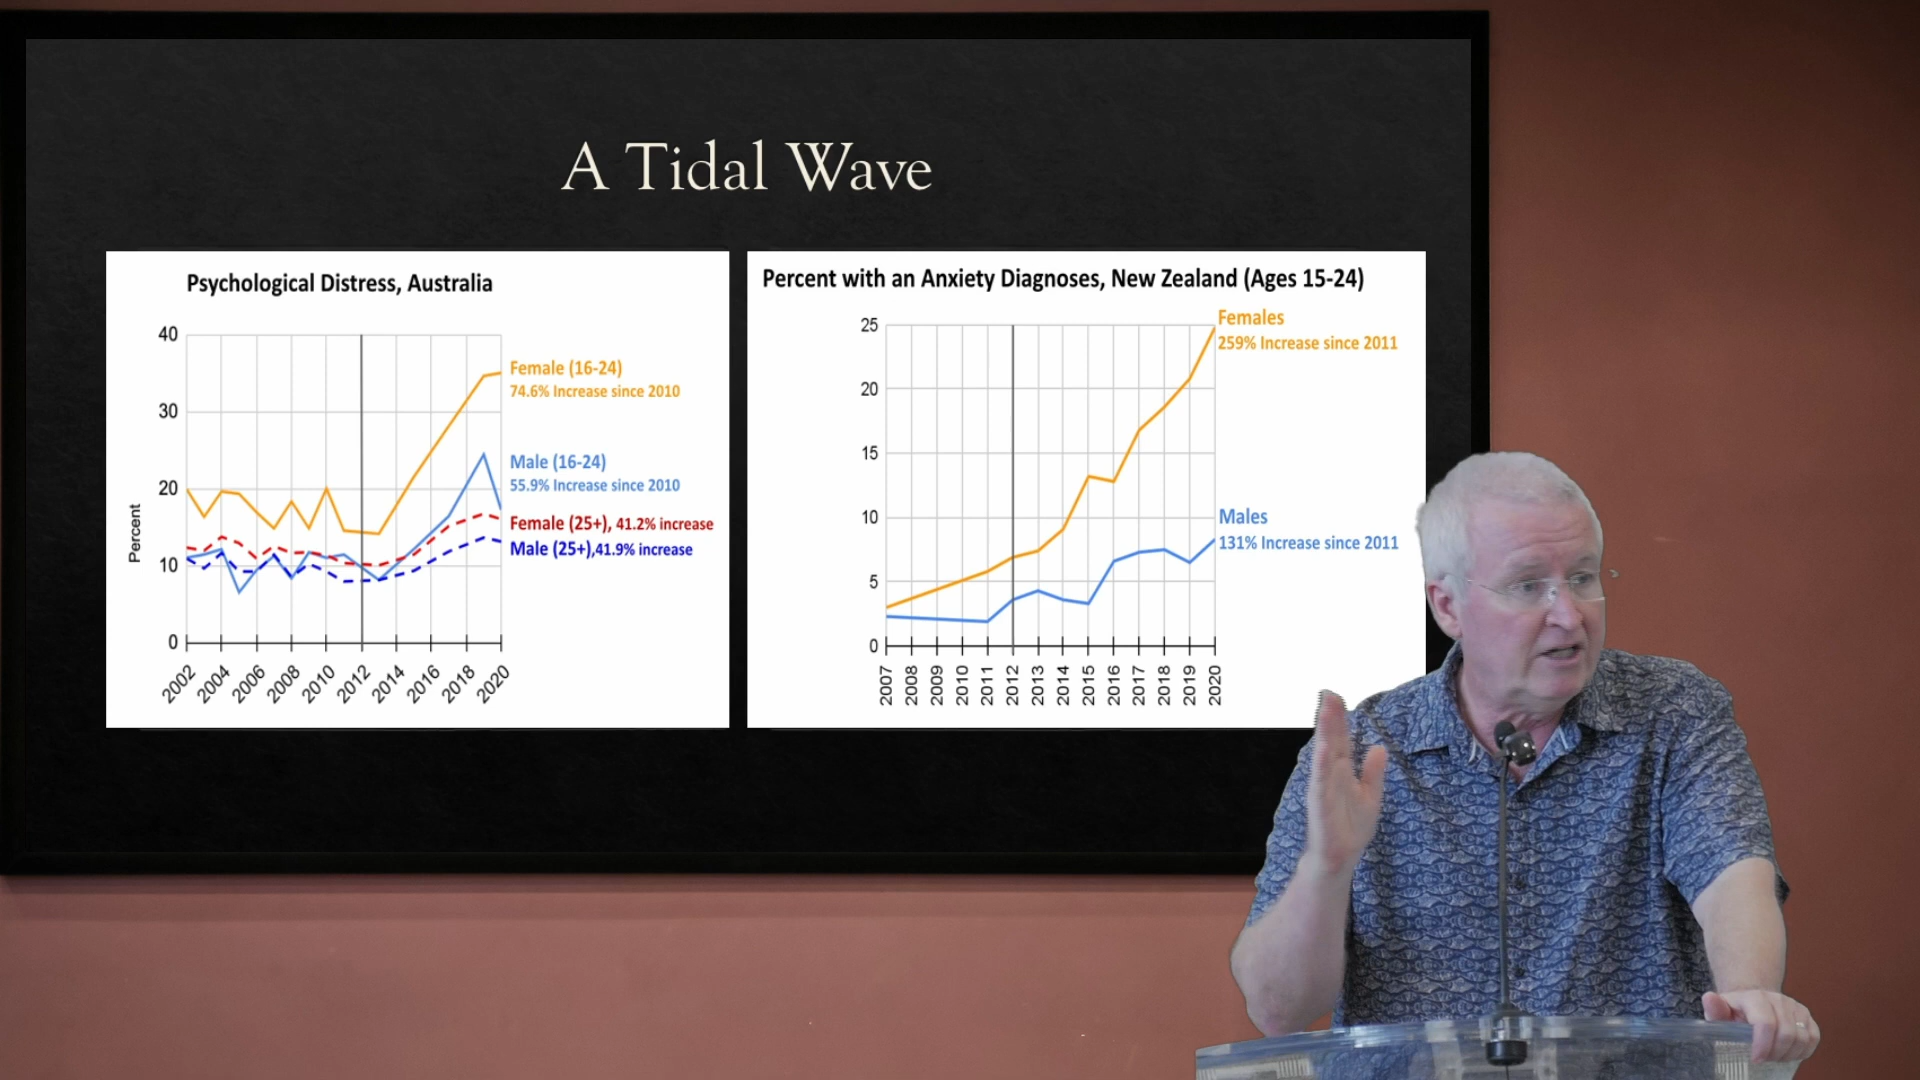 A Tidal Wave
Psychological Distress, Australia
40
30
20
10
0
Percent
2002
2004
2006
2008
2010
2012
2014
2016
2018
2020
Female (16-24)
74.6% Increase since 2010
Male (16-24)
55.9% Increase since 2010
Female (25+), 41.2% increase
Male (25+),41.9% increase
Percent with an Anxiety Diagnoses, New Zealand (Ages 15-24)
25
20
15
10
5
0
2007
2008
2009
2010
2011
2012
2013
2014
2015
2016
2017
2018
2019
2020
Females
259% Increase since 2011
Males
131% Increase since 2011